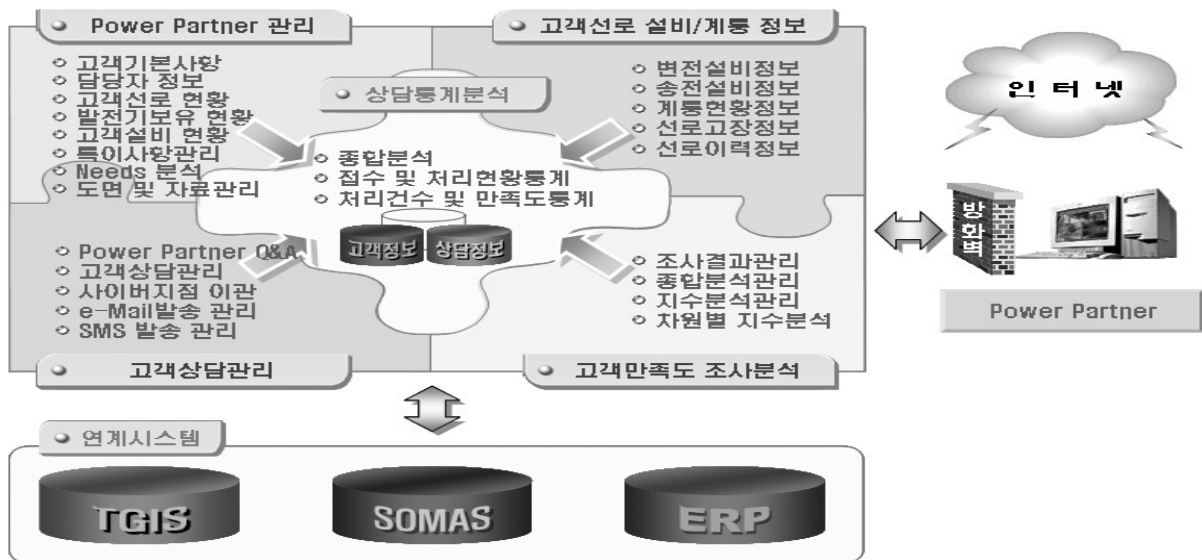 Power Partner 관리
고객기본사항
담당자 정보
고객선로 현황
발전기보유 현황
고객설비 현황
특이사항관리
Needs 분석
도면 및 자료관리
고객선로 설비/계통 정보
변전설비정보
송전설비정보
계통현황정보
선로고장정보
선로이력정보
상담통계분석
종합분석
접수 및 처리현황통계
처리건수 및 만족도통계
고객정보
상담정보
Power Partner Q&A
고객상담관리
사이버지점 이관
e-Mail발송 관리
SMS 발송 관리
고객상담관리
조사결과관리
종합분석관리
지수분석관리
차원별 지수분석
고객만족도 조사분석
인 터 넷
방화벽
Power Partner
연계시스템
TGIS
SOMAS
ERP